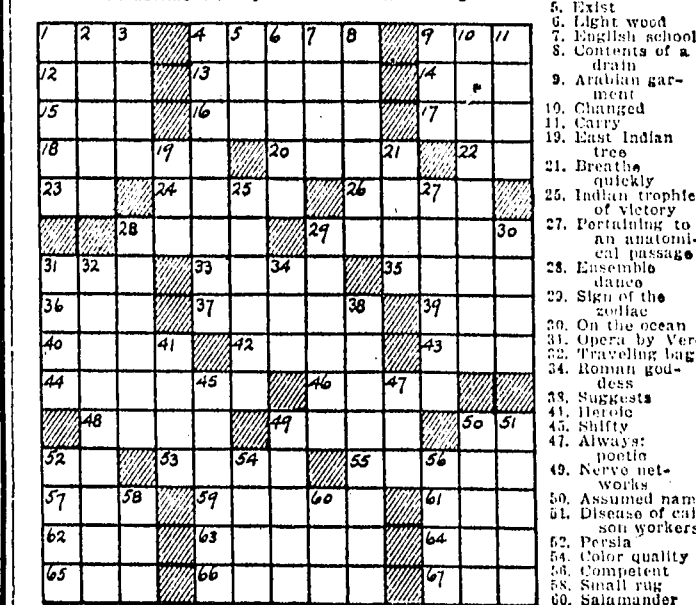 1 2 3 4 5 6 7 8 9 10 11
12 13 14
15 16 17
18 19 20 21 22
23 24 25 26 27
28 29 30
31 32 33 34 35
36 37 38 39
40 41 42 43
44 45 46 47
48 49 50 51
52 53 54 55 56
57 58 59 60 61
62 63 64
65 66 67
5. Exist
6. Light wood
7. English school
8. Contents of a
drain
9. Arabian gar-
ment
10. Changed
11. Carry
19. East Indian
tree
21. Breathe
quickly
25. Indian trophie
of victory
27. Pertaining to
an anatomi-
cal passage
28. Ensemble
dance
29. Sign of the
zodiac
30. On the ocean
31. Opera by Ver
32. Traveling bag
34. Roman god-
dess
38. Suggests
41. Heroic
45. Shifty
47. Always:
poetic
49. Nerve net-
works
50. Assumed nam
51. Disease of cai
son workers
52. Persia
54. Color quality
56. Competent
58. Small rug
60. Salamander